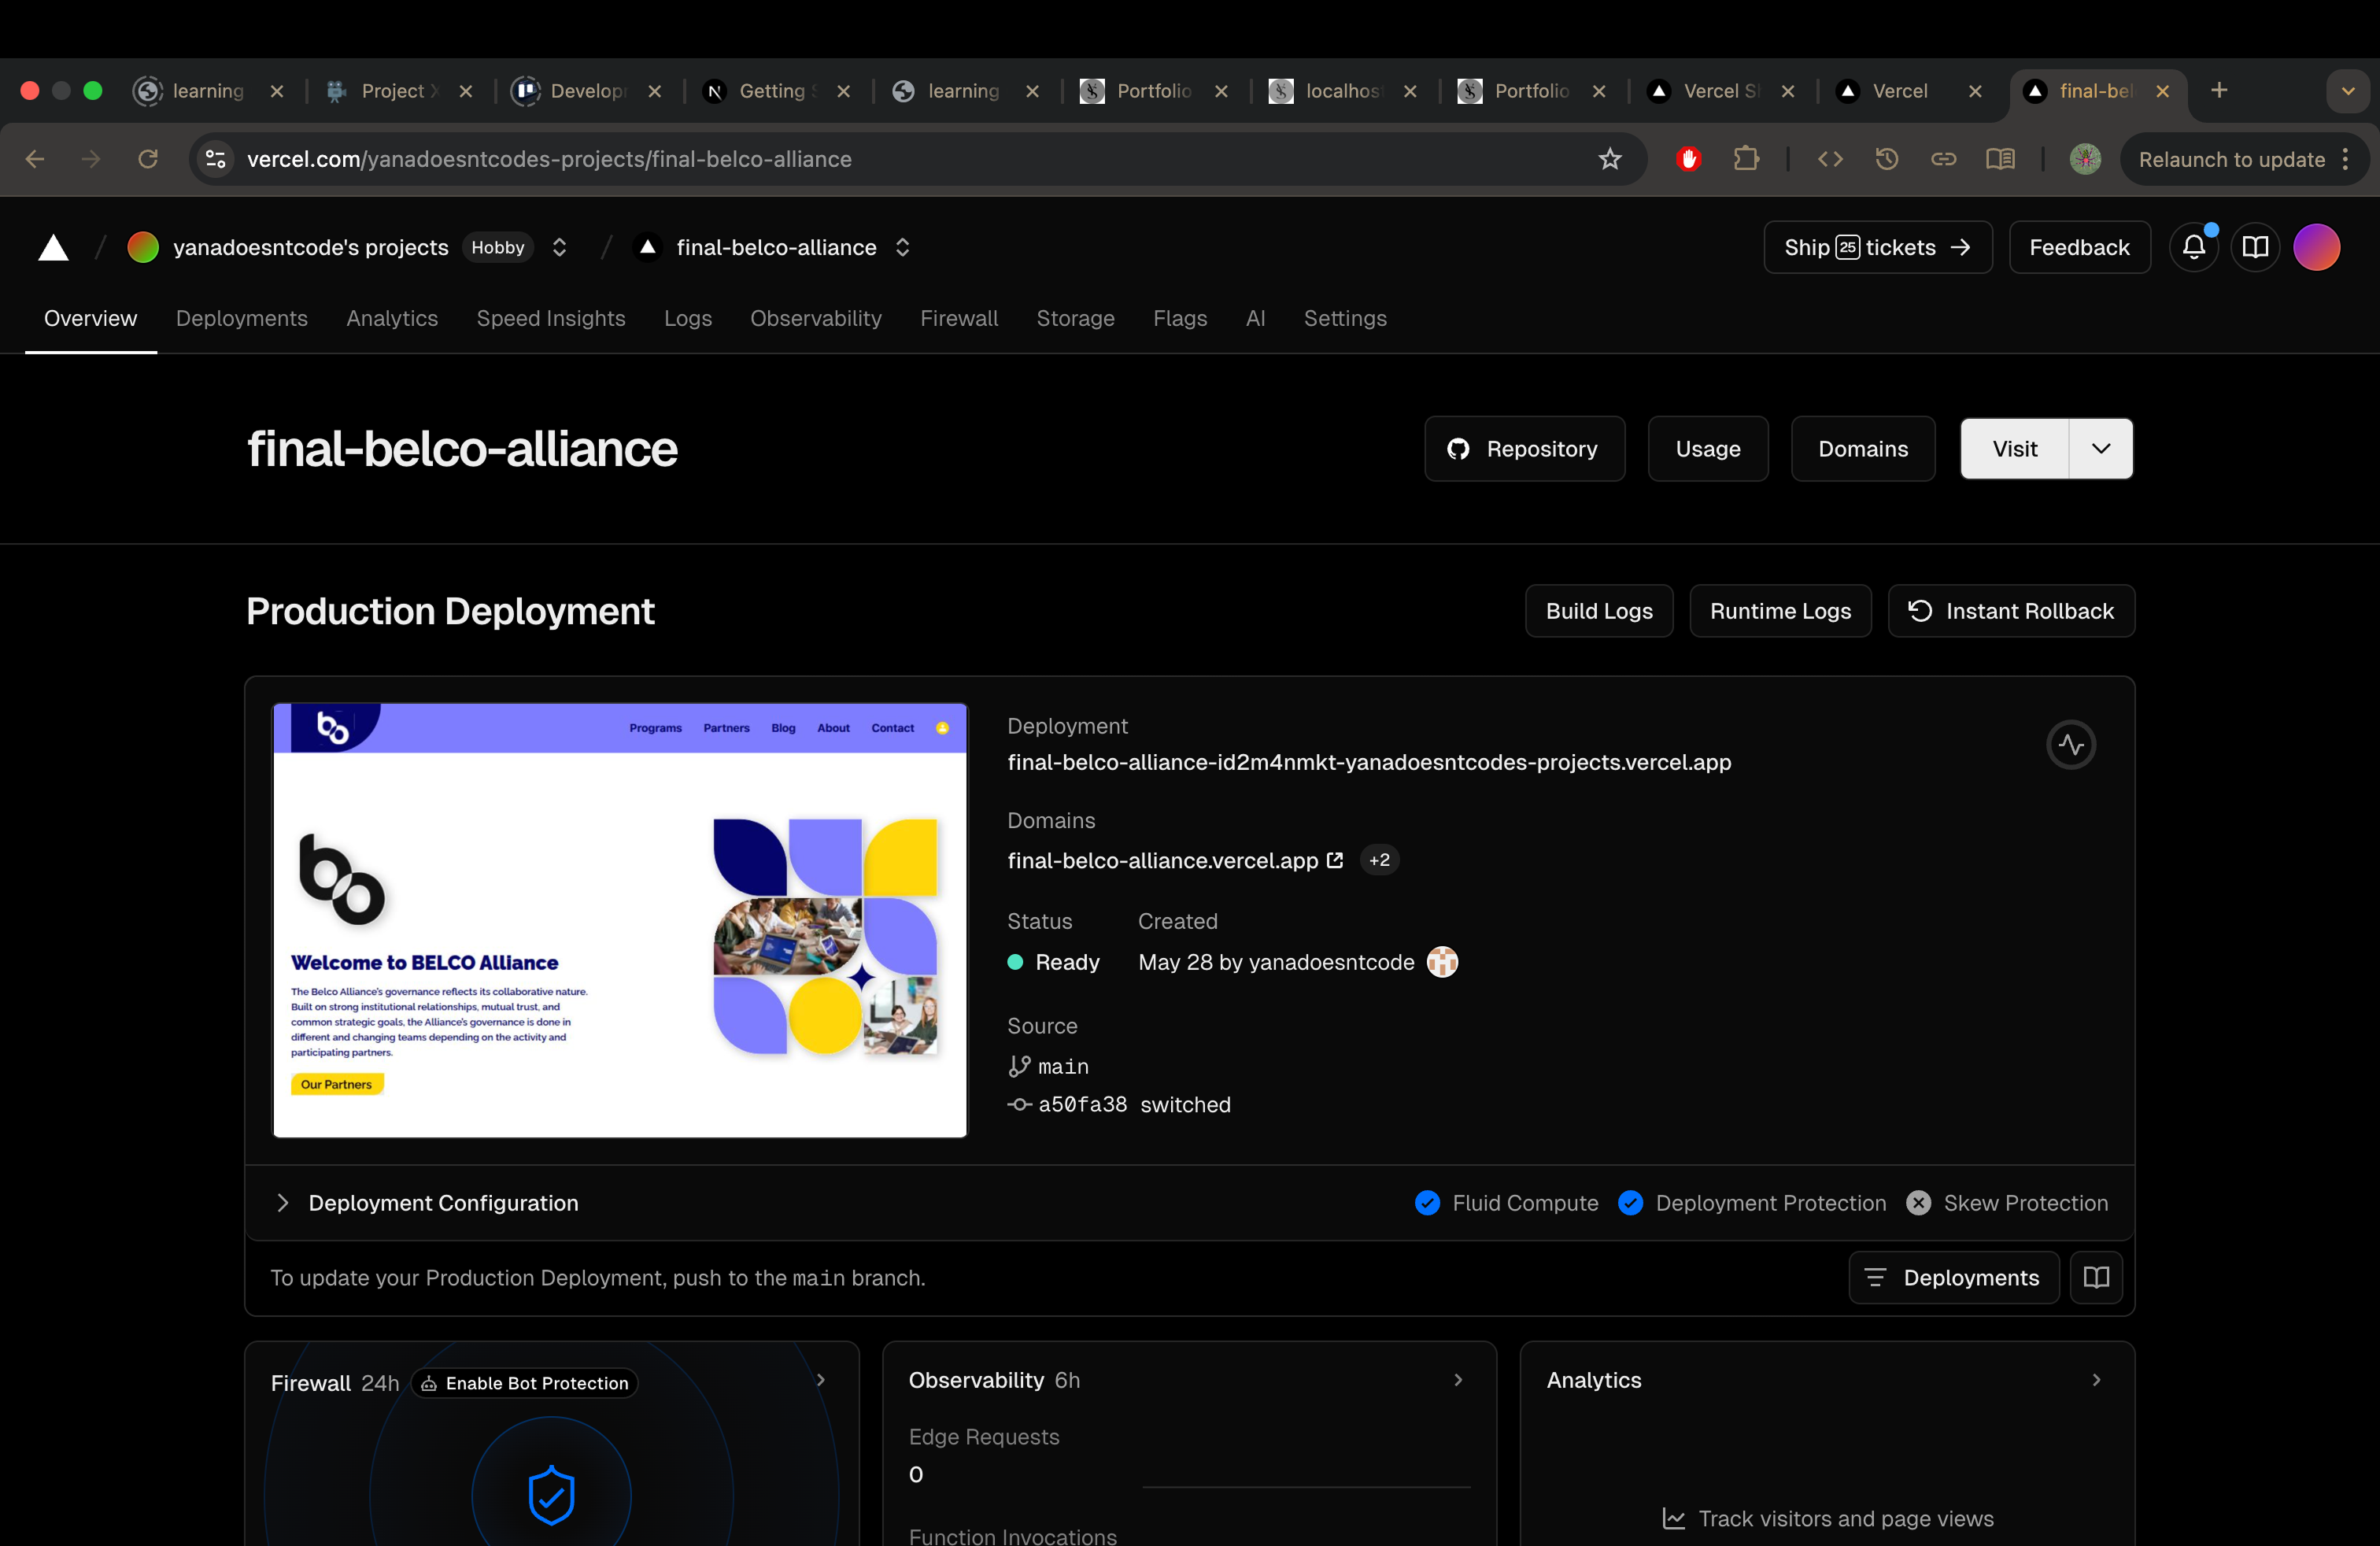 learning
Project
Develop
Getting
learning
Portfolio
localhos
Portfolio
Vercel
Vercel
final-bel
vercel.com/yanadoesntcodes-projects/final-belco-alliance
Relaunch to update
yanadoesntcode's projects Hobby
final-belco-alliance
Ship 25 tickets →
Feedback
Overview
Deployments
Analytics
Speed Insights
Logs
Observability
Firewall
Storage
Flags
AI
Settings
final-belco-alliance
Repository
Usage
Domains
Visit
Production Deployment
Build Logs
Runtime Logs
Instant Rollback
bo
Programs
Partners
Blog
About
Contact
bo
Welcome to BELCO Alliance
The Belco Alliance's governance reflects its collaborative nature.
Built on strong institutional relationships, mutual trust, and
common strategic goals, the Alliance's governance is done in
different and changing teams depending on the activity and
participating partners.
Our Partners
Deployment
final-belco-alliance-id2m4nmkt-yanadoesntcodes-projects.vercel.app
Domains
final-belco-alliance.vercel.app +2
Status
Created
Ready
May 28 by yanadoesntcode
Source
main
a50fa38 switched
Deployment Configuration
Fluid Compute
Deployment Protection
Skew Protection
To update your Production Deployment, push to the main branch.
Deployments
Firewall 24h
Enable Bot Protection
Observability 6h
Analytics
Edge Requests
0
Track visitors and page views
Function Invocations